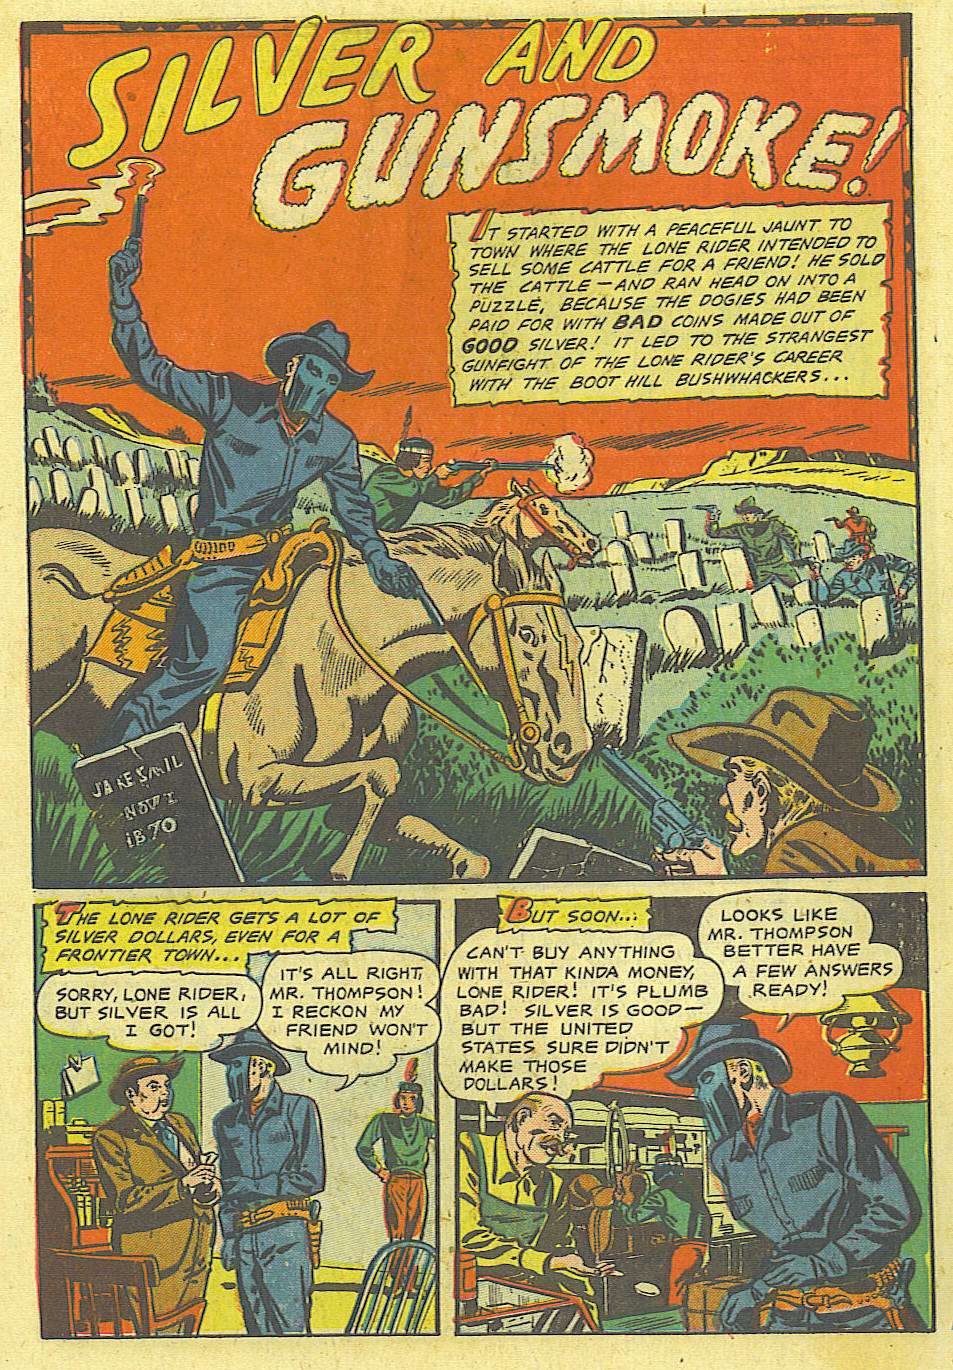 SILVER AND
GUNSMOKE!
IT STARTED WITH A PEACEFUL JAUNT TO
TOWN WHERE THE LONE RIDER INTENDED TO
SELL SOME CATTLE FOR A FRIEND! HE SOLD
THE CATTLE — AND RAN HEAD ON INTO A
PUZZLE, BECAUSE THE DOGIES HAD BEEN
PAID FOR WITH BAD COINS MADE OUT OF
GOOD SILVER! IT LED TO THE STRANGEST
GUNFIGHT OF THE LONE RIDER'S CAREER
WITH THE BOOT HILL BUSHWHACKERS...
JAKE SMIL
NOV 2
1870
THE LONE RIDER GETS A LOT OF
SILVER DOLLARS, EVEN FOR A
FRONTIER TOWN...
SORRY, LONE RIDER,
BUT SILVER IS ALL
I GOT!
IT'S ALL RIGHT,
MR. THOMPSON!
I RECKON MY
FRIEND WON'T
MIND!
BUT SOON...
CAN'T BUY ANYTHING
WITH THAT KINDA MONEY,
LONE RIDER! IT'S PLUMB
BAD! SILVER IS GOOD—
BUT THE UNITED
STATES SURE DIDN'T
MAKE THOSE
DOLLARS!
LOOKS LIKE
MR. THOMPSON
BETTER HAVE
A FEW ANSWERS
READY!